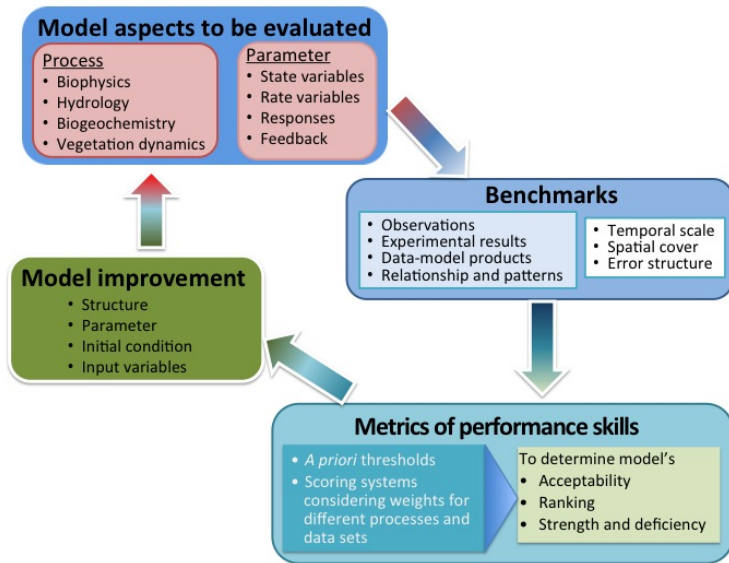 Model aspects to be evaluated
Process
• Biophysics
• Hydrology
• Biogeochemistry
• Vegetation dynamics
Parameter
• State variables
• Rate variables
• Responses
• Feedback
Benchmarks
• Observations
• Experimental results
• Data-model products
• Relationship and patterns
• Temporal scale
• Spatial cover
• Error structure
Metrics of performance skills
• A priori thresholds
• Scoring systems
considering weights for
different processes and
data sets
To determine model's
• Acceptability
• Ranking
• Strength and deficiency
Model improvement
• Structure
• Parameter
• Initial condition
• Input variables